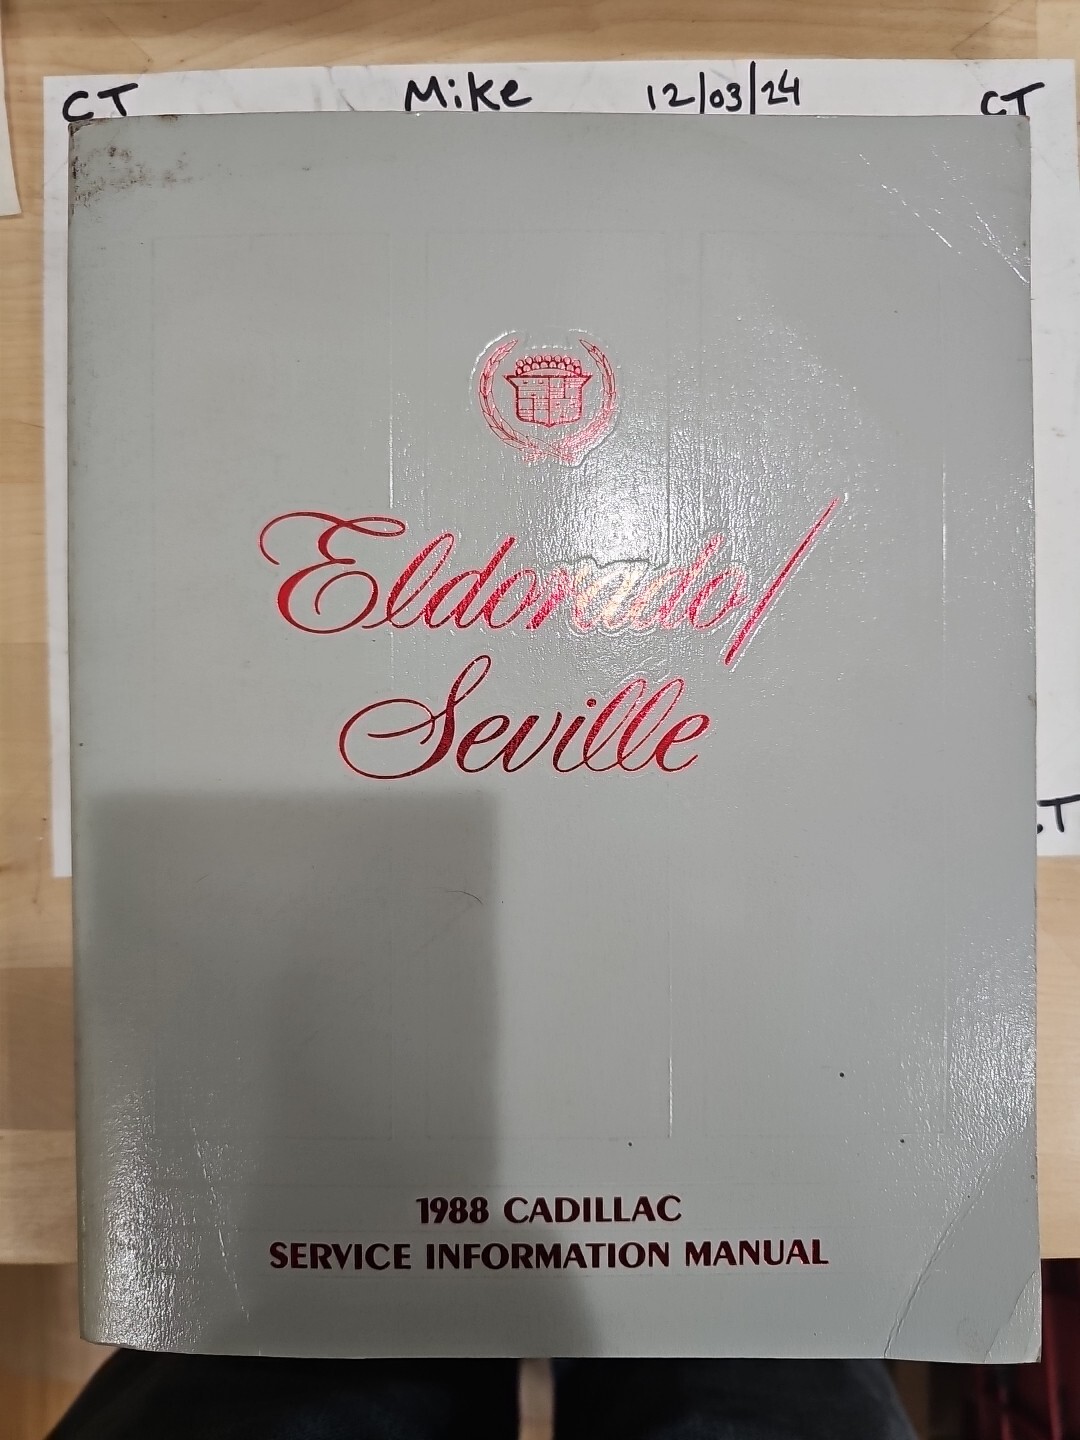 CT Mike 12/03/24 CT
Eldorado/
Seville
.T
1988 CADILLAC
SERVICE INFORMATION MANUAL